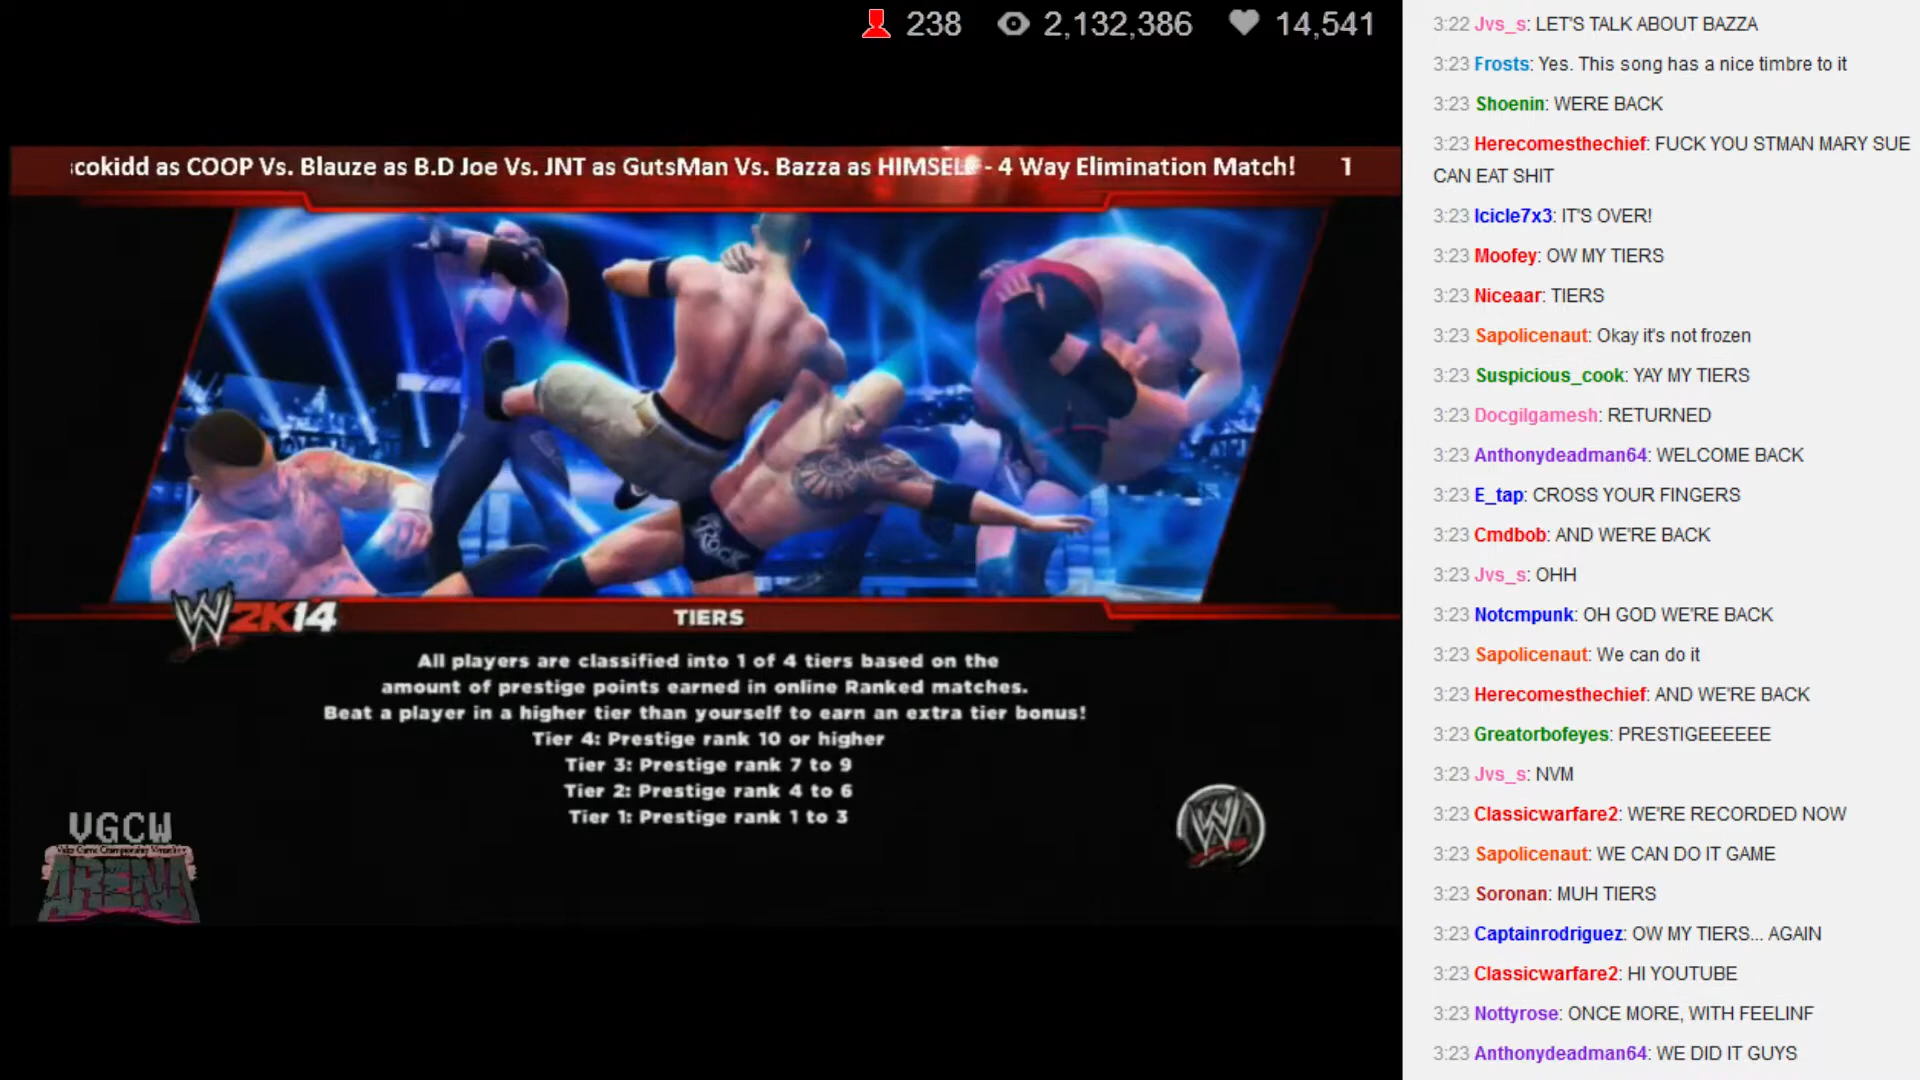 238 2,132,386 14,541
cokidd as COOP Vs. Blauze as B.D Joe Vs. JNT as GutsMan Vs. Bazza as HIMSELF - 4 Way Elimination Match! 1
ROCK
W 2K14
TIERS
All players are classified into 1 of 4 tiers based on the
amount of prestige points earned in online Ranked matches.
Beat a player in a higher tier than yourself to earn an extra tier bonus!
Tier 4: Prestige rank 10 or higher
Tier 3: Prestige rank 7 to 9
Tier 2: Prestige rank 4 to 6
Tier 1: Prestige rank 1 to 3
VGCW
Video Game Championship Wrestling
ARENA
W
3:22 Jvs_s: LET'S TALK ABOUT BAZZA
3:23 Frosts: Yes. This song has a nice timbre to it
3:23 Shoenin: WERE BACK
3:23 Herecomesthechief: FUCK YOU STMAN MARY SUE
CAN EAT SHIT
3:23 Icicle7x3: IT'S OVER!
3:23 Moofey: OW MY TIERS
3:23 Niceaar: TIERS
3:23 Sapolicenaut: Okay it's not frozen
3:23 Suspicious_cook: YAY MY TIERS
3:23 Docgilgamesh: RETURNED
3:23 Anthonydeadman64: WELCOME BACK
3:23 E_tap: CROSS YOUR FINGERS
3:23 Cmdbob: AND WE'RE BACK
3:23 Jvs_s: OHH
3:23 Notcmpunk: OH GOD WE'RE BACK
3:23 Sapolicenaut: We can do it
3:23 Herecomesthechief: AND WE'RE BACK
3:23 Greatorbofeyes: PRESTIGEEEEEE
3:23 Jvs_s: NVM
3:23 Classicwarfare2: WE'RE RECORDED NOW
3:23 Sapolicenaut: WE CAN DO IT GAME
3:23 Soronan: MUH TIERS
3:23 Captainrodriguez: OW MY TIERS... AGAIN
3:23 Classicwarfare2: HI YOUTUBE
3:23 Nottyrose: ONCE MORE, WITH FEELINF
3:23 Anthonydeadman64: WE DID IT GUYS